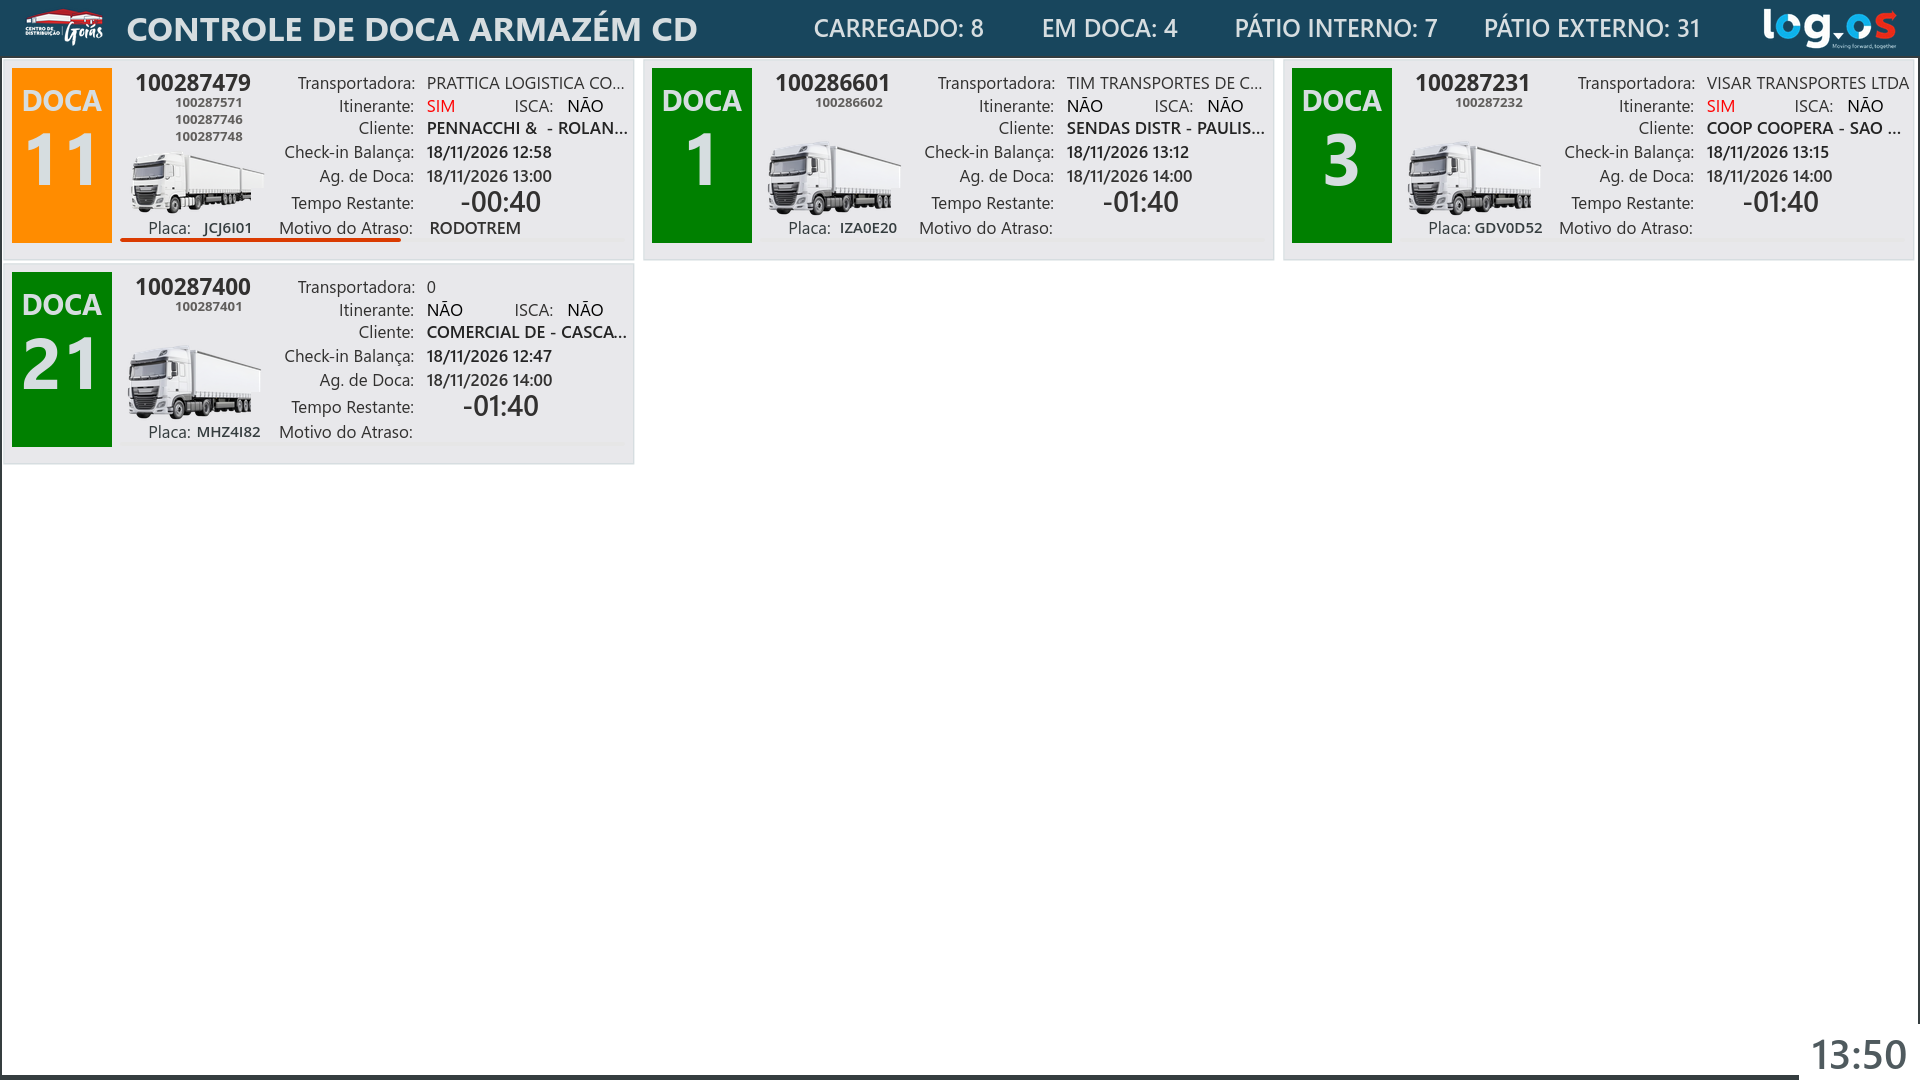 CENTRO DE DISTRIBUIÇÃO Goiás
CONTROLE DE DOCA ARMAZÉM CD
CARREGADO: 8
EM DOCA: 4
PÁTIO INTERNO: 7
PÁTIO EXTERNO: 31
log.os
Moving forward, together
DOCA
11
100287479
100287571
100287746
100287748
Placa: JCJ6I01
Transportadora: PRATTICA LOGISTICA CO...
Itinerante: SIM ISCA: NÃO
Cliente: PENNACCHI & - ROLAN...
Check-in Balança: 18/11/2026 12:58
Ag. de Doca: 18/11/2026 13:00
Tempo Restante: -00:40
Motivo do Atraso: RODOTREM
DOCA
1
100286601
100286602
Placa: IZA0E20
Transportadora: TIM TRANSPORTES DE C...
Itinerante: NÃO ISCA: NÃO
Cliente: SENDAS DISTR - PAULIS...
Check-in Balança: 18/11/2026 13:12
Ag. de Doca: 18/11/2026 14:00
Tempo Restante: -01:40
Motivo do Atraso:
DOCA
3
100287231
100287232
Placa: GDV0D52
Transportadora: VISAR TRANSPORTES LTDA
Itinerante: SIM ISCA: NÃO
Cliente: COOP COOPERA - SAO ...
Check-in Balança: 18/11/2026 13:15
Ag. de Doca: 18/11/2026 14:00
Tempo Restante: -01:40
Motivo do Atraso:
DOCA
21
100287400
100287401
Placa: MHZ4I82
Transportadora: 0
Itinerante: NÃO ISCA: NÃO
Cliente: COMERCIAL DE - CASCA...
Check-in Balança: 18/11/2026 12:47
Ag. de Doca: 18/11/2026 14:00
Tempo Restante: -01:40
Motivo do Atraso:
13:50